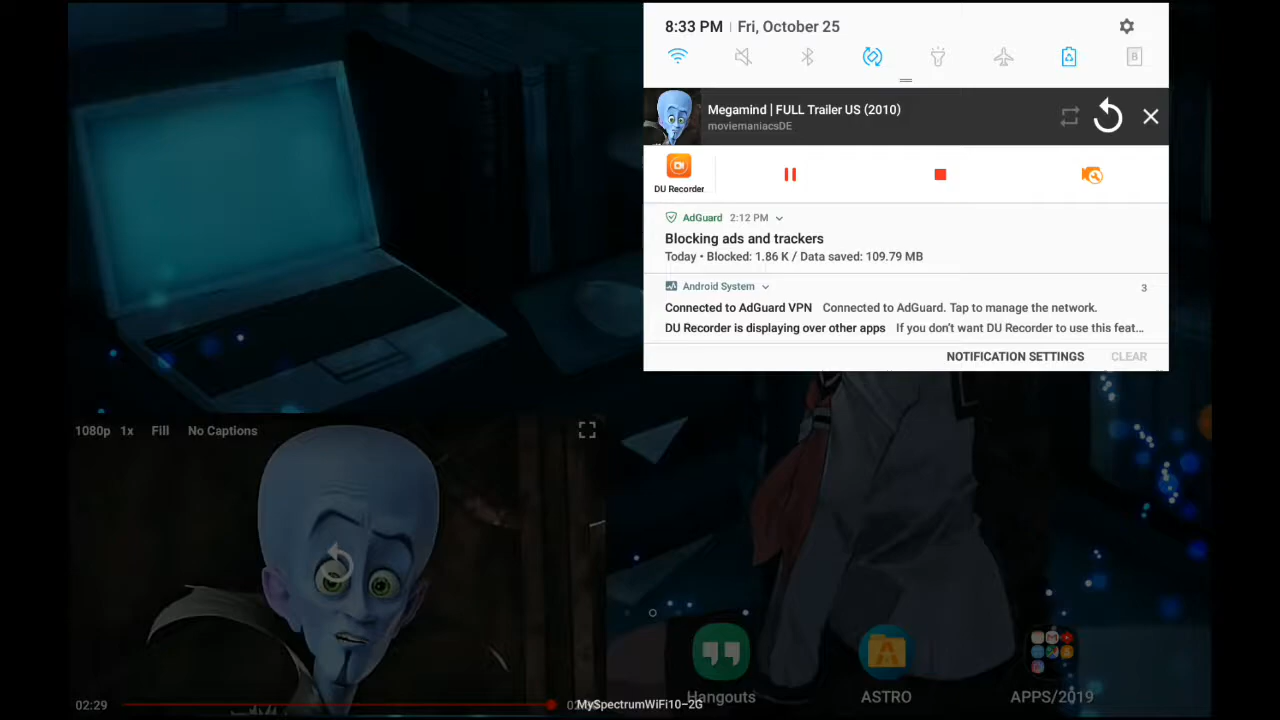 8:33 PM | Fri, October 25
Megamind | FULL Trailer US (2010)
moviemaniacsDE
DU Recorder
AdGuard 2:12 PM
Blocking ads and trackers
Today • Blocked: 1.86 K / Data saved: 109.79 MB
Android System 3
Connected to AdGuard VPN Connected to AdGuard. Tap to manage the network.
DU Recorder is displaying over other apps If you don't want DU Recorder to use this feat...
NOTIFICATION SETTINGS CLEAR
1080p 1x Fill No Captions
Hangouts ASTRO APPS/2019
02:29 MySpectrumWiFi10-2G